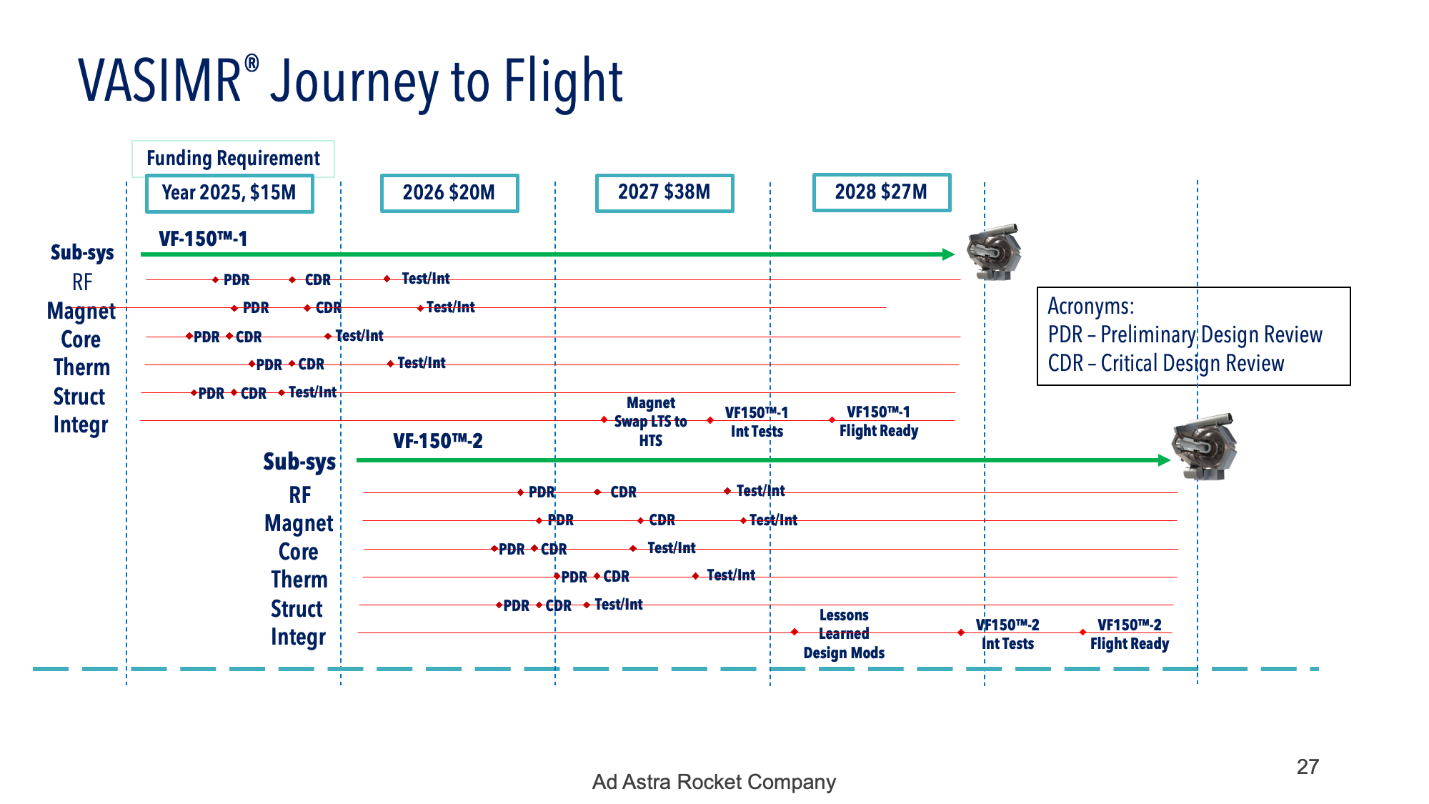 VASIMR® Journey to Flight
Funding Requirement
Year 2025, $15M
2026 $20M
2027 $38M
2028 $27M
VF-150™-1
Sub-sys
RF
PDR
CDR
Test/Int
Magnet
PDR
CDR
Test/Int
Core
PDR
CDR
Test/Int
Therm
PDR
CDR
Test/Int
Struct
PDR
CDR
Test/Int
Integr
Magnet
Swap LTS to
HTS
VF150™-1
Int Tests
VF150™-1
Flight Ready
Acronyms:
PDR – Preliminary Design Review
CDR – Critical Design Review
VF-150™-2
Sub-sys
RF
PDR
CDR
Test/Int
Magnet
PDR
CDR
Test/Int
Core
PDR
CDR
Test/Int
Therm
PDR
CDR
Test/Int
Struct
PDR
CDR
Test/Int
Integr
Lessons
Learned
Design Mods
VF150™-2
Int Tests
VF150™-2
Flight Ready
Ad Astra Rocket Company
27